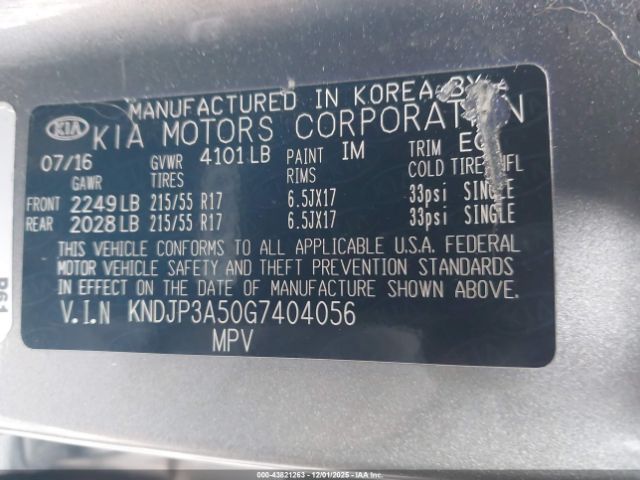 MANUFACTURED IN KOREA BY
KIA KIA MOTORS CORPORATION
07/16 GVWR 4101 LB PAINT IM TRIM
GAWR TIRES RIMS COLD TIRE INFL
FRONT 2249 LB 215/55 R17 6.5JX17 33psi SINGLE
REAR 2028 LB 215/55 R17 6.5JX17 33psi SINGLE
THIS VEHICLE CONFORMS TO ALL APPLICABLE U.S.A. FEDERAL
MOTOR VEHICLE SAFETY AND THEFT PREVENTION STANDARDS
IN EFFECT ON THE DATE OF MANUFACTURE SHOWN ABOVE.
V.I.N KNDJP3A50G7404056
MPV
000-43821263 - 12/01/2025 - IAAI